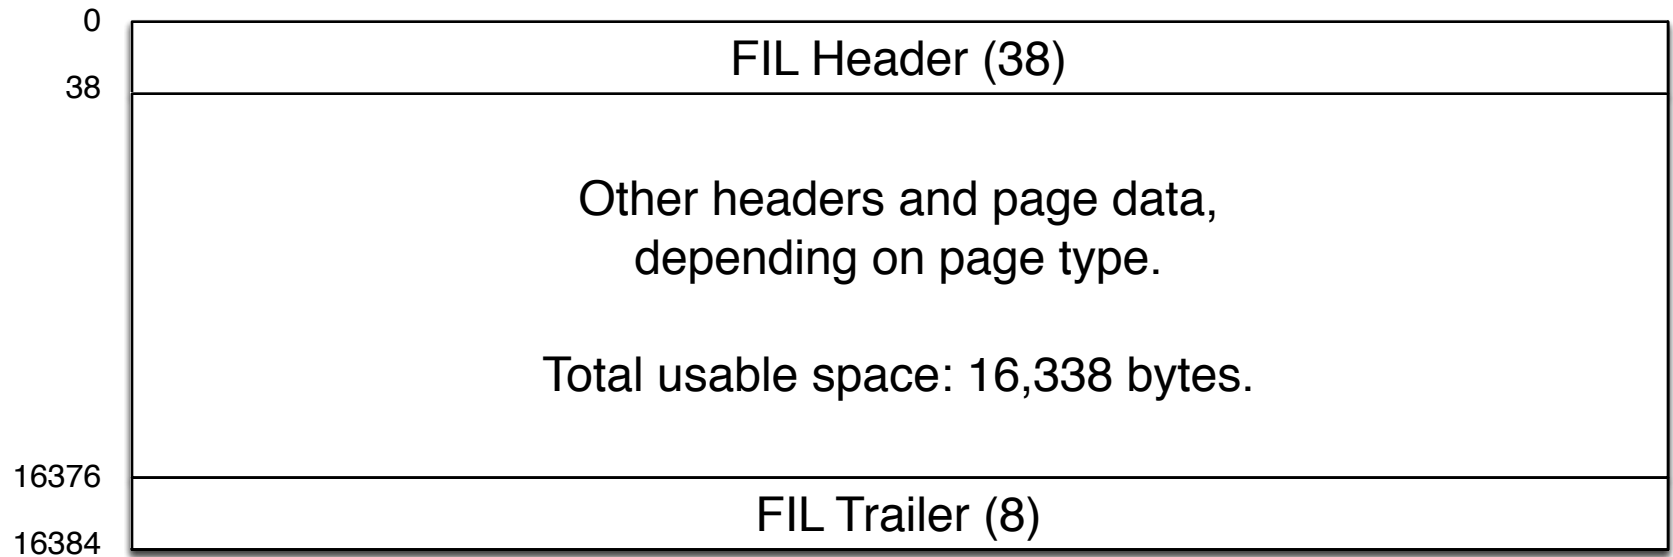 0
FIL Header (38)
38
Other headers and page data,
depending on page type.
Total usable space: 16,338 bytes.
16376
FIL Trailer (8)
16384